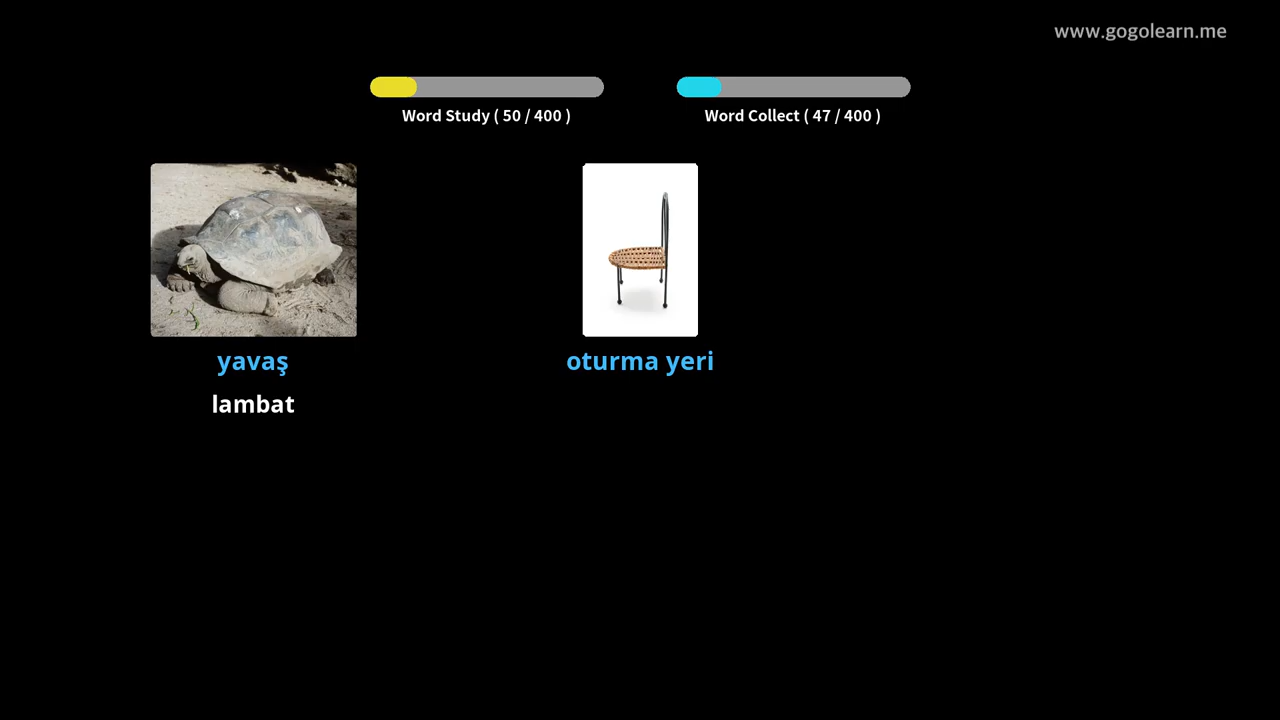 www.gogolearn.me
Word Study ( 50 / 400 )
Word Collect ( 47 / 400 )
yavaş
oturma yeri
lambat